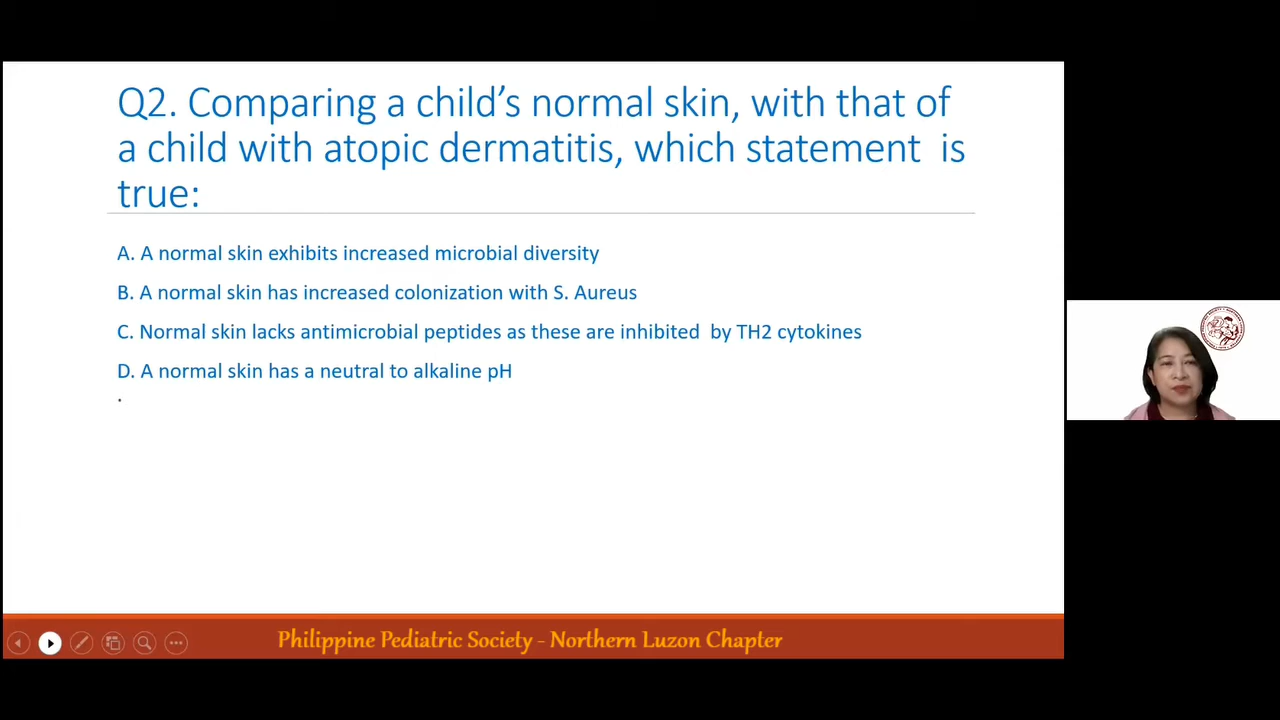 Q2. Comparing a child's normal skin, with that of
a child with atopic dermatitis, which statement is
true:
A. A normal skin exhibits increased microbial diversity
B. A normal skin has increased colonization with S. Aureus
C. Normal skin lacks antimicrobial peptides as these are inhibited by TH2 cytokines
D. A normal skin has a neutral to alkaline pH
.
Philippine Pediatric Society - Northern Luzon Chapter